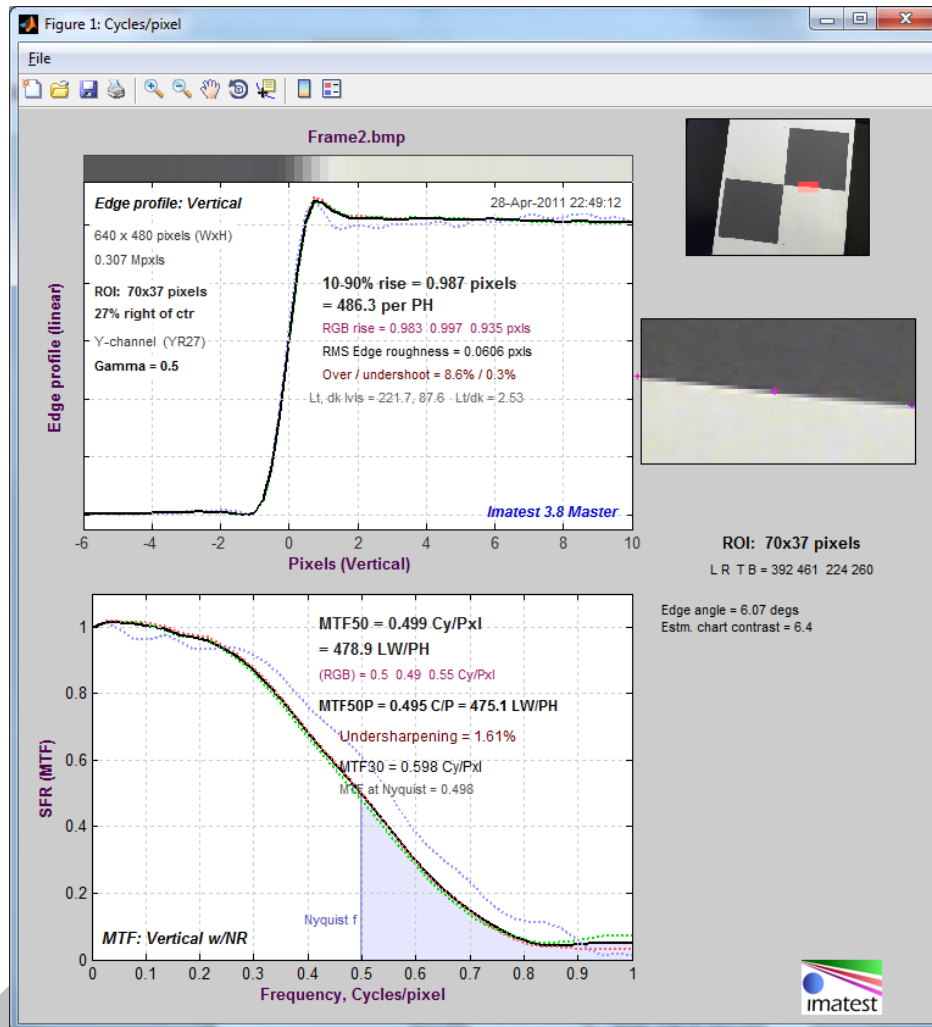 Figure 1: Cycles/pixel
File
Frame2.bmp
Edge profile: Vertical
28-Apr-2011 22:49:12
640 x 480 pixels (WxH)
0.307 Mpxls
ROI: 70x37 pixels
27% right of ctr
Y-channel (YR27)
Gamma = 0.5
10-90% rise = 0.987 pixels
= 486.3 per PH
RGB rise = 0.983 0.997 0.935 pxls
RMS Edge roughness = 0.0606 pxls
Over / undershoot = 8.6% / 0.3%
Lt, dk lvls = 221.7, 87.6 Lt/dk = 2.53
Imatest 3.8 Master
Edge profile (linear)
-6 -4 -2 0 2 4 6 8 10
Pixels (Vertical)
ROI: 70x37 pixels
L R T B = 392 461 224 260
Edge angle = 6.07 degs
Estm. chart contrast = 6.4
MTF50 = 0.499 Cy/Pxl
= 478.9 LW/PH
(RGB) = 0.5 0.49 0.55 Cy/Pxl
MTF50P = 0.495 C/P = 475.1 LW/PH
Undersharpening = 1.61%
MTF30 = 0.598 Cy/Pxl
MTF at Nyquist = 0.498
Nyquist f
MTF: Vertical w/NR
SFR (MTF)
1
0.8
0.6
0.4
0.2
0
0 0.1 0.2 0.3 0.4 0.5 0.6 0.7 0.8 0.9 1
Frequency, Cycles/pixel
imatest